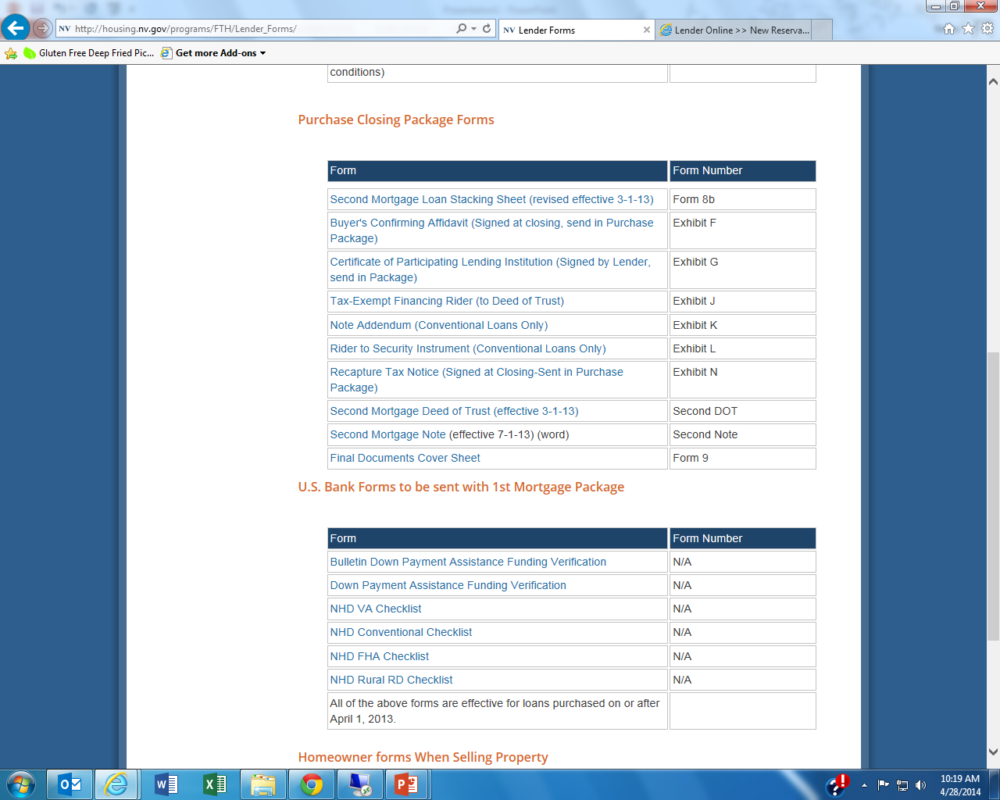 NV http://housing.nv.gov/programs/FTH/Lender_Forms/
NV Lender Forms
Lender Online >> New Reserva...
Gluten Free Deep Fried Pic...
Get more Add-ons
conditions)
Purchase Closing Package Forms
Form Form Number
Second Mortgage Loan Stacking Sheet (revised effective 3-1-13) Form 8b
Buyer's Confirming Affidavit (Signed at closing, send in Purchase Exhibit F
Package)
Certificate of Participating Lending Institution (Signed by Lender, Exhibit G
send in Package)
Tax-Exempt Financing Rider (to Deed of Trust) Exhibit J
Note Addendum (Conventional Loans Only) Exhibit K
Rider to Security Instrument (Conventional Loans Only) Exhibit L
Recapture Tax Notice (Signed at Closing-Sent in Purchase Exhibit N
Package)
Second Mortgage Deed of Trust (effective 3-1-13) Second DOT
Second Mortgage Note (effective 7-1-13) (word) Second Note
Final Documents Cover Sheet Form 9
U.S. Bank Forms to be sent with 1st Mortgage Package
Form Form Number
Bulletin Down Payment Assistance Funding Verification N/A
Down Payment Assistance Funding Verification N/A
NHD VA Checklist N/A
NHD Conventional Checklist N/A
NHD FHA Checklist N/A
NHD Rural RD Checklist N/A
All of the above forms are effective for loans purchased on or after
April 1, 2013.
Homeowner forms When Selling Property
10:19 AM
4/28/2014